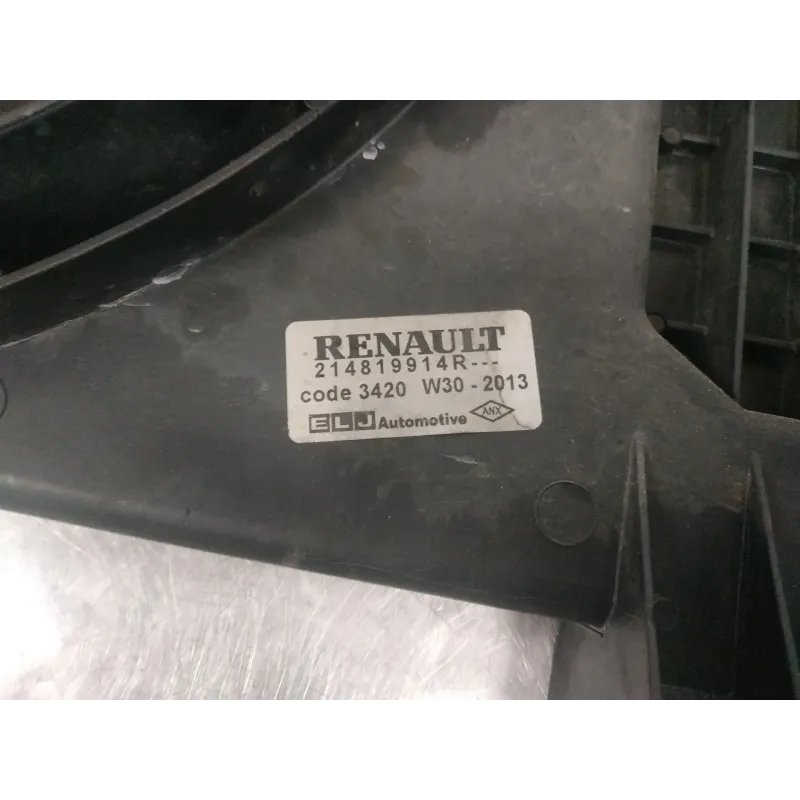 RENAULT
214819914R---
code 3420 W30-2013
ELJ Automotive ANX